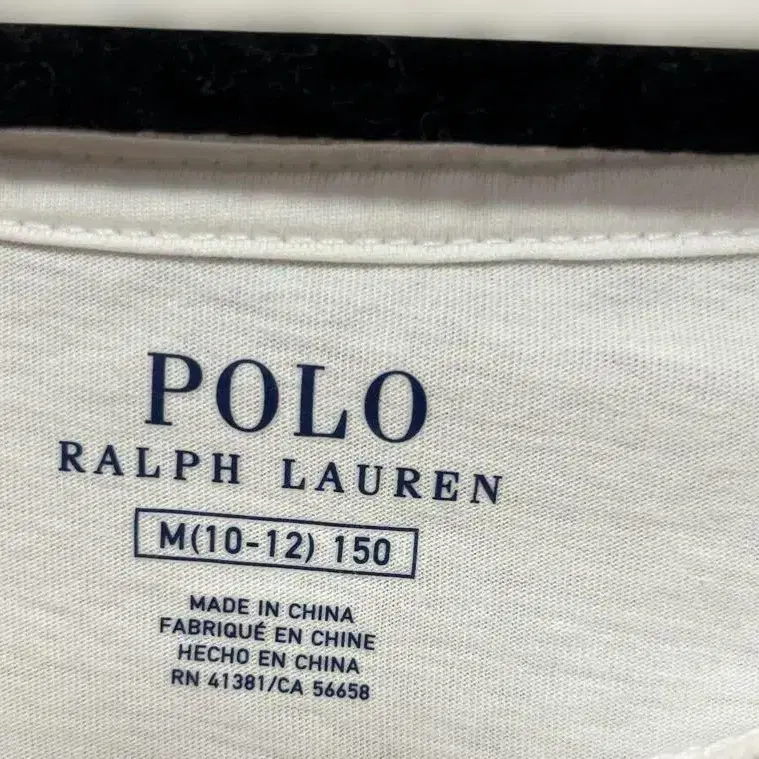 POLO
RALPH LAUREN
M(10-12) 150
MADE IN CHINA
FABRIQUÉ EN CHINE
HECHO EN CHINA
RN 41381/CA 56658